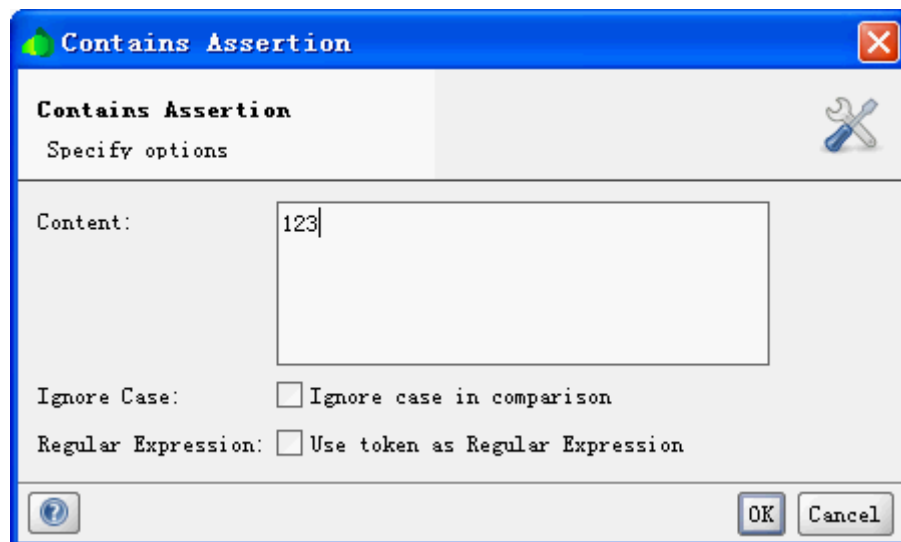 Contains Assertion
Contains Assertion
Specify options
Content:
123
Ignore Case:
Ignore case in comparison
Regular Expression:
Use token as Regular Expression
?
OK
Cancel